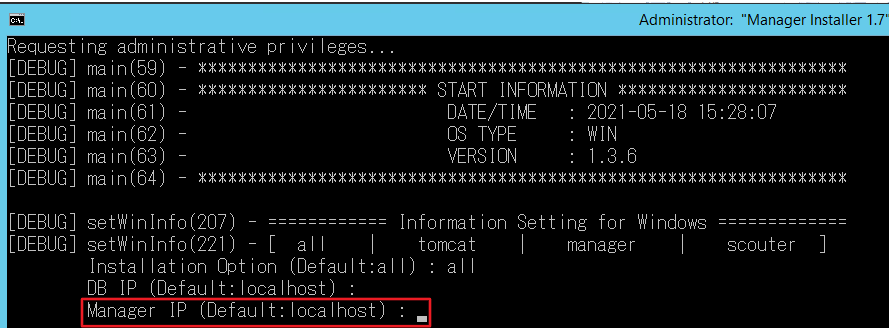 Administrator: "Manager Installer 1.7"
Requesting administrative privileges...
[DEBUG] main(59) - ****************************************************************
[DEBUG] main(60) - *********************** START INFORMATION ***********************
[DEBUG] main(61) - DATE/TIME : 2021-05-18 15:28:07
[DEBUG] main(62) - OS TYPE : WIN
[DEBUG] main(63) - VERSION : 1.3.6
[DEBUG] main(64) - ****************************************************************
[DEBUG] setWinInfo(207) - ============ Information Setting for Windows =============
[DEBUG] setWinInfo(221) - [ all | tomcat | manager | scouter ]
Installation Option (Default:all) : all
DB IP (Default:localhost) :
Manager IP (Default:localhost) : _